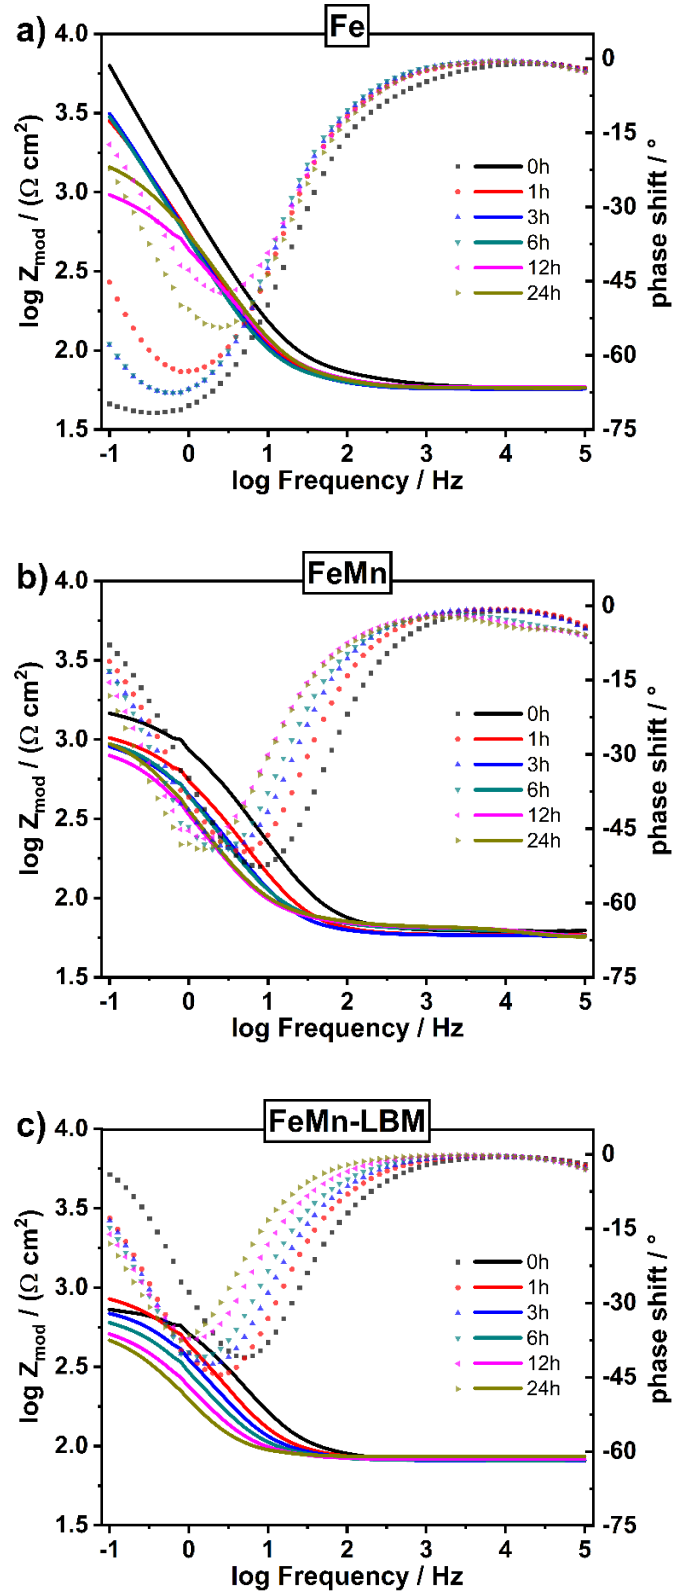 a)
Fe
4.0
3.5
3.0
2.5
2.0
1.5
log Z_mod / (Ω cm²)
0
-15
-30
-45
-60
-75
phase shift / °
0h
1h
3h
6h
12h
24h
-1 0 1 2 3 4 5
log Frequency / Hz
b)
FeMn
4.0
3.5
3.0
2.5
2.0
1.5
log Z_mod / (Ω cm²)
0
-15
-30
-45
-60
-75
phase shift / °
0h
1h
3h
6h
12h
24h
-1 0 1 2 3 4 5
log Frequency / Hz
c)
FeMn-LBM
4.0
3.5
3.0
2.5
2.0
1.5
log Z_mod / (Ω cm²)
0
-15
-30
-45
-60
-75
phase shift / °
0h
1h
3h
6h
12h
24h
-1 0 1 2 3 4 5
log Frequency / Hz